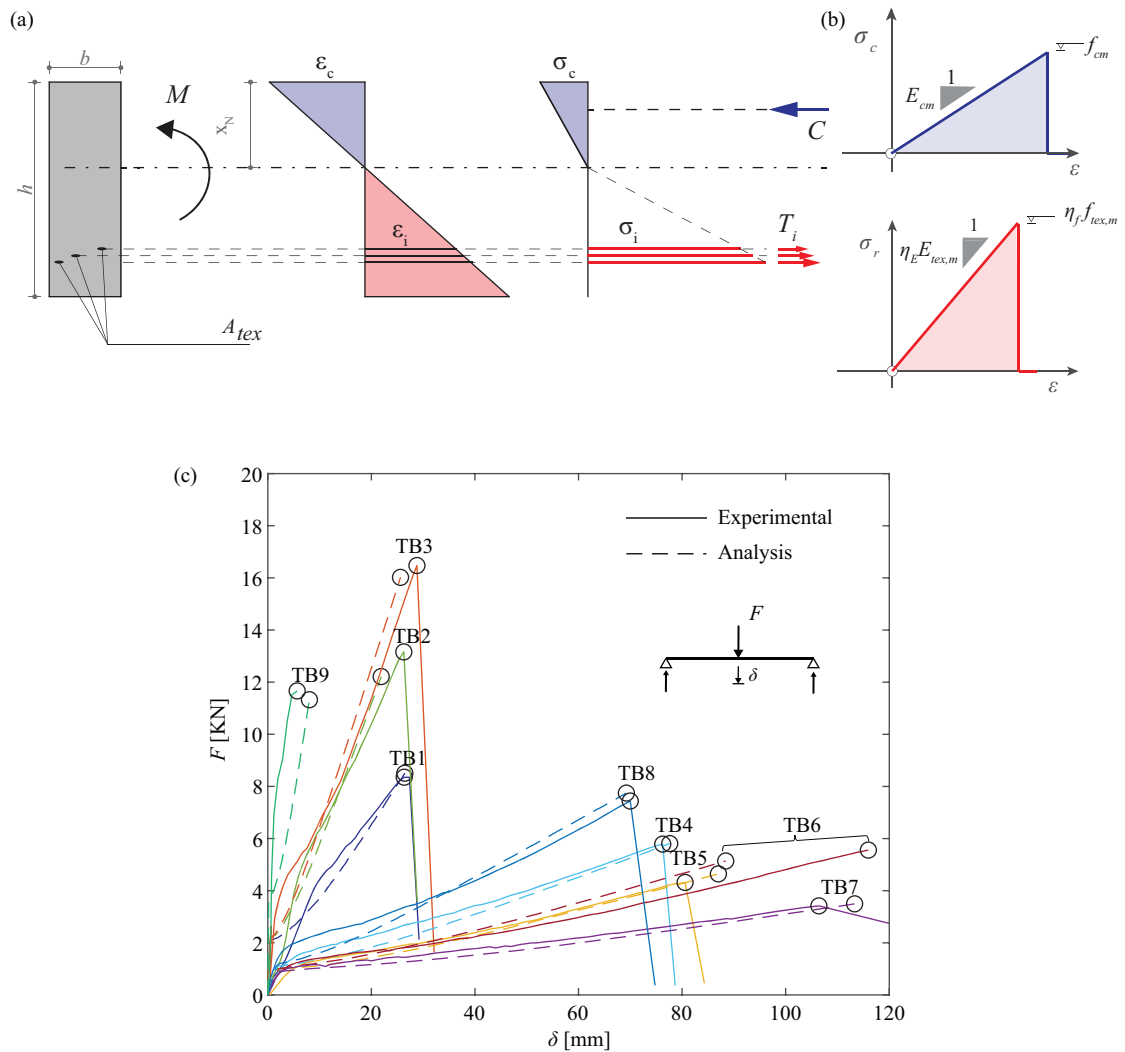 (a)
b
h
M
x_N
ε_c
ε_i
σ_c
σ_i
C
T_i
A_tex
(b)
σ_c
1
E_cm
f_cm
ε
σ_r
1
η_E E_tex,m
η_f f_tex,m
ε
(c)
20
18
16
14
12
10
8
6
4
2
0
F [KN]
Experimental
Analysis
F
δ
TB3
TB2
TB9
TB1
TB8
TB4
TB6
TB5
TB7
0
20
40
60
80
100
120
δ [mm]